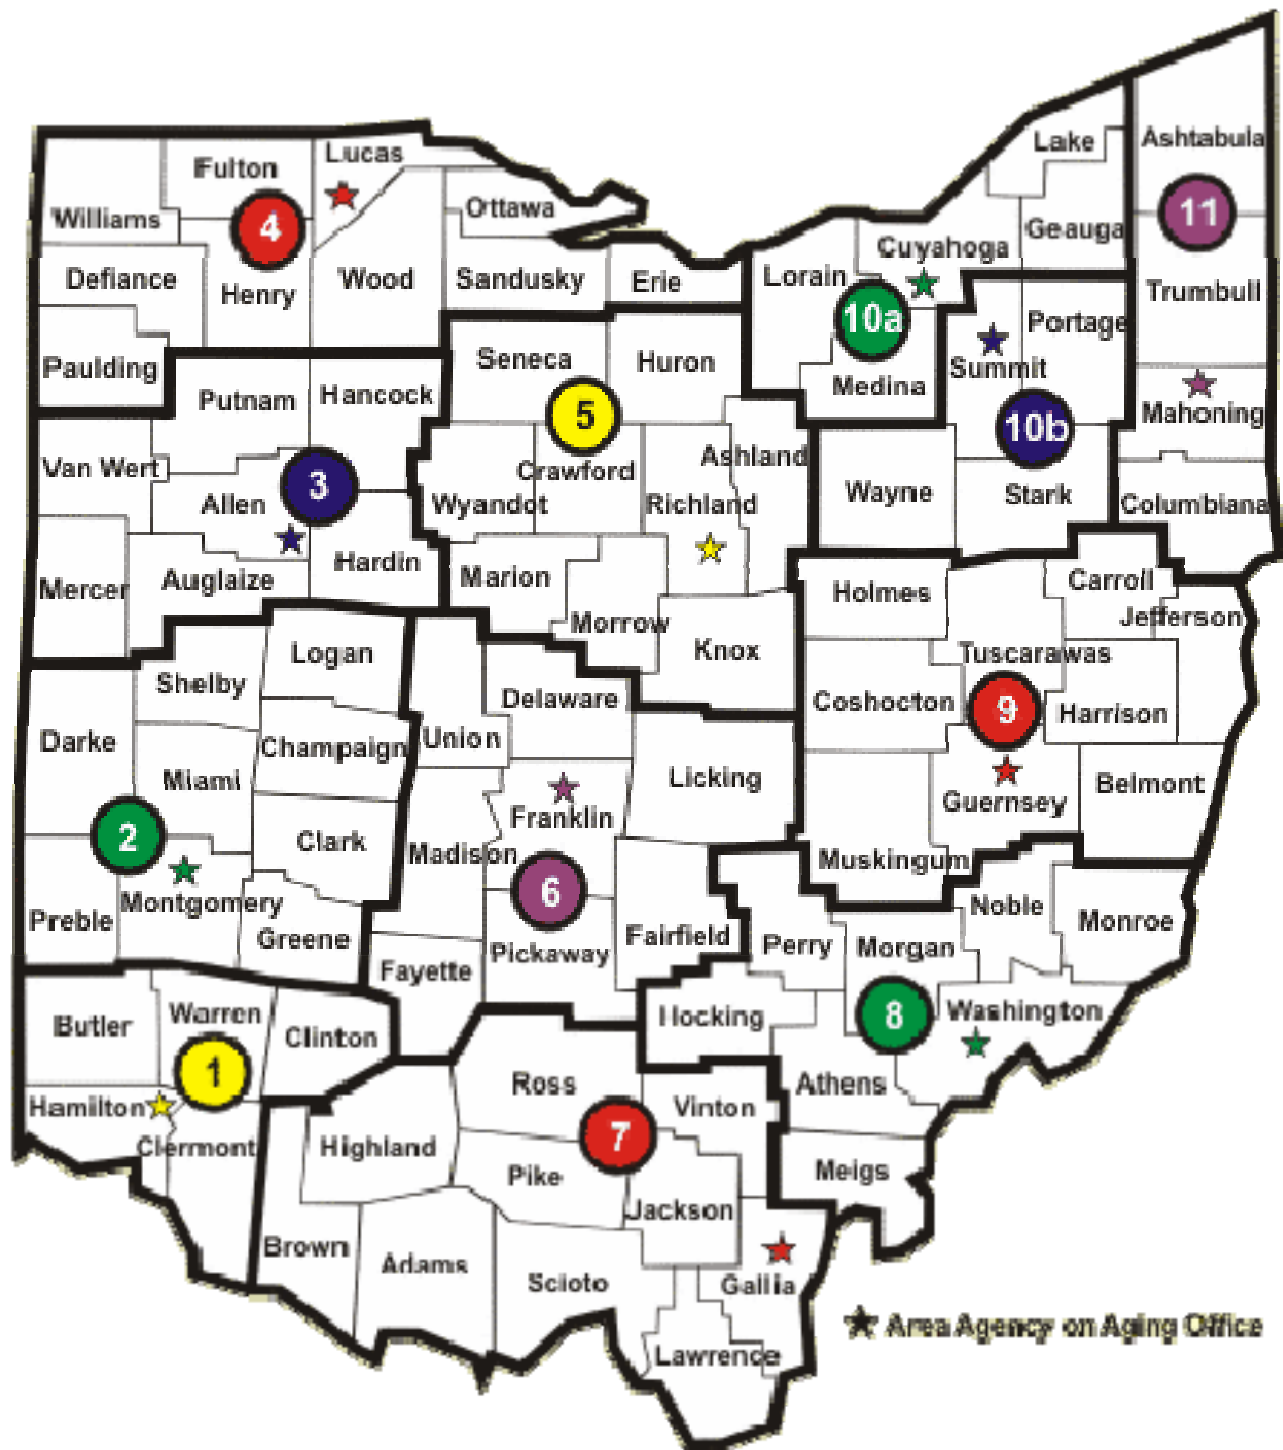 Lake
Ashtabula
Lucas
Fulton
Williams
4
Ottawa
11
Geauga
Cuyahoga
Defiance
Henry
Wood
Sandusky
Erie
Lorain
Trumbull
10a
Portage
Paulding
Seneca
Huron
Medina
Summit
Putnam
Hancock
5
Mahoning
10b
Van Wert
Crawford
Ashland
3
Allen
Wyandot
Richland
Wayne
Stark
Columbiana
Mercer
Auglaize
Hardin
Marion
Holmes
Carroll
Jefferson
Morrow
Logan
Knox
Tuscarawas
Shelby
Delaware
Coshocton
9
Harrison
Darke
Champaign
Union
Miami
Licking
Belmont
Guernsey
2
Clark
Franklin
Madison
Muskingum
6
Montgomery
Preble
Greene
Pickaway
Fairfield
Perry
Morgan
Noble
Monroe
Fayette
Butler
Warren
Clinton
Hocking
8
Washington
1
Ross
Athens
Hamilton
Vinton
Clermont
Highland
7
Pike
Meigs
Jackson
Brown
Adams
Scioto
Gallia
Area Agency on Aging Office
Lawrence